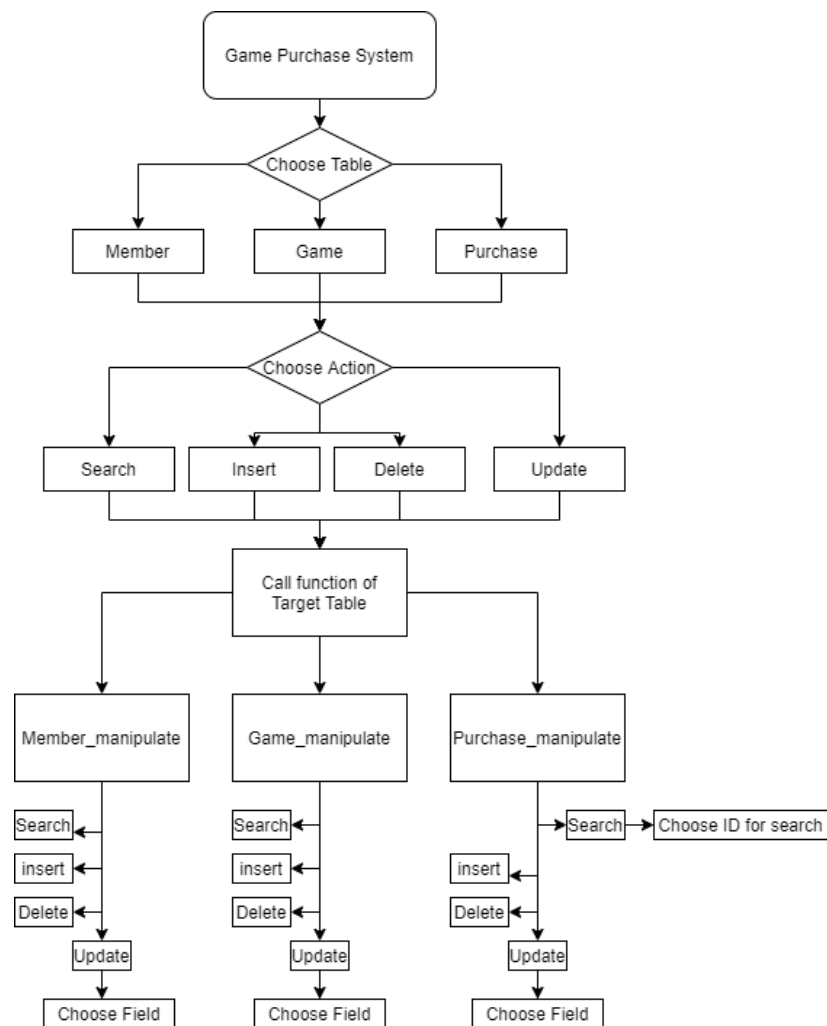 Game Purchase System
Choose Table
Member
Game
Purchase
Choose Action
Search
Insert
Delete
Update
Call function of
Target Table
Member_manipulate
Game_manipulate
Purchase_manipulate
Search
Search
Search
Choose ID for search
insert
insert
insert
Delete
Delete
Delete
Update
Update
Update
Choose Field
Choose Field
Choose Field